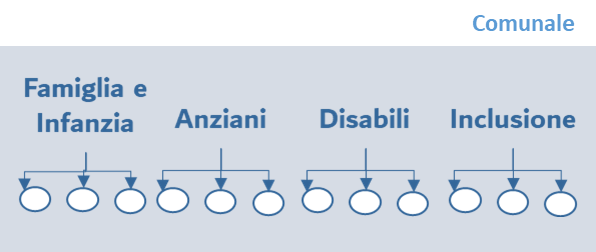 Comunale
Famiglia e
Infanzia
Anziani
Disabili
Inclusione